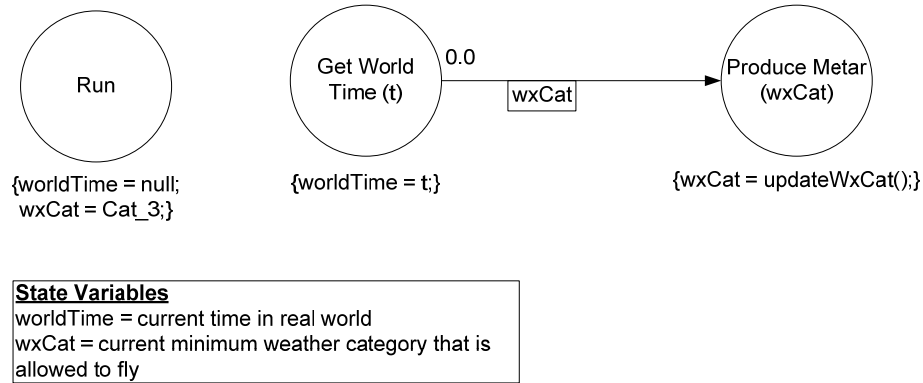 Run
{worldTime = null;
wxCat = Cat_3;}
Get World
Time (t)
{worldTime = t;}
0.0
wxCat
Produce Metar
(wxCat)
{wxCat = updateWxCat();}
State Variables
worldTime = current time in real world
wxCat = current minimum weather category that is
allowed to fly